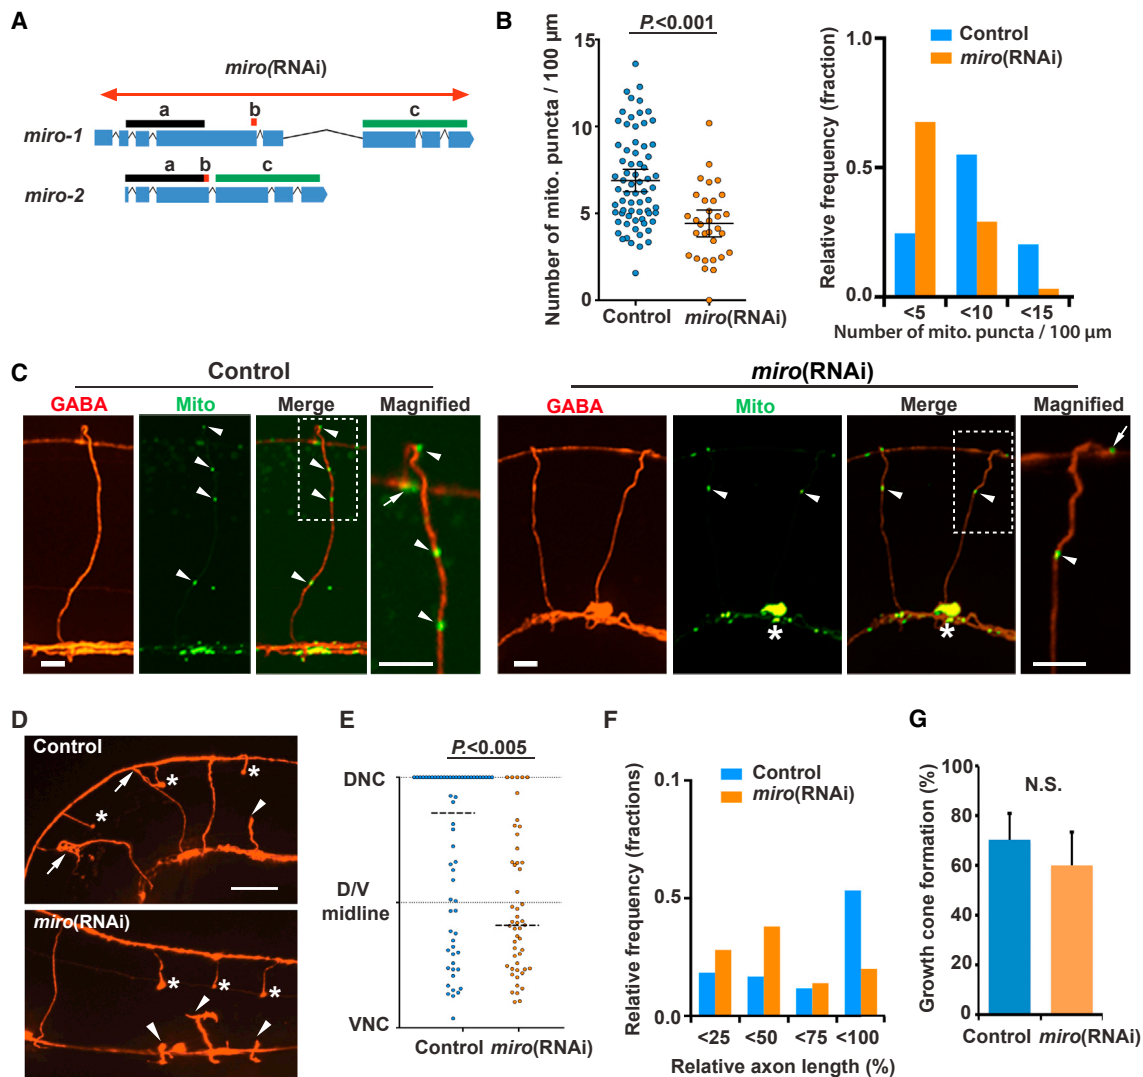 A
miro(RNAi)
a
b
c
miro-1
a
b
c
miro-2
B
P.<0.001
Number of mito. puncta / 100 µm
15
10
5
0
Control
miro(RNAi)
Control
miro(RNAi)
Relative frequency (fraction)
1.0
0.5
0.0
<5
<10
<15
Number of mito. puncta / 100 µm
C
Control
GABA
Mito
Merge
Magnified
miro(RNAi)
GABA
Mito
Merge
Magnified
*
*
D
Control
*
*
*
miro(RNAi)
*
*
*
E
P.<0.005
DNC
D/V
midline
VNC
Control
miro(RNAi)
F
Control
miro(RNAi)
Relative frequency (fractions)
0.1
0.5
0.0
<25
<50
<75
<100
Relative axon length (%)
G
N.S.
Growth cone formation (%)
100
80
60
40
20
0
Control
miro(RNAi)